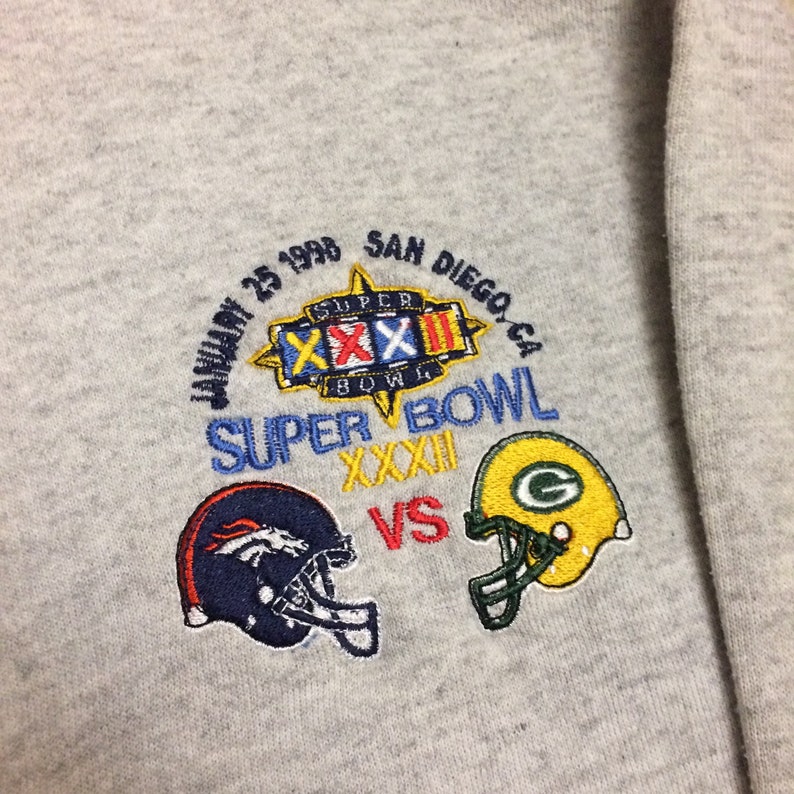 JANUARY 25 1998 SAN DIEGO, CA
SUPER
XXXII
BOWL
SUPER BOWL
XXXII
VS
G